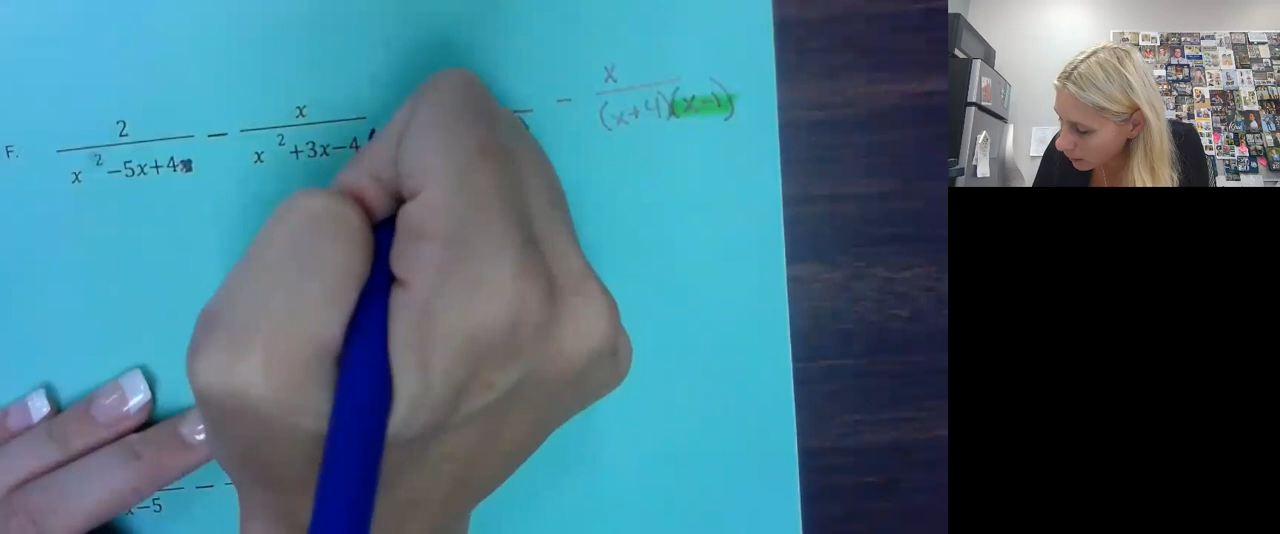 F. 2/(x²-5x+4) - x/(x²+3x-4)
- x/((x+4)(x-1))
x-5 -